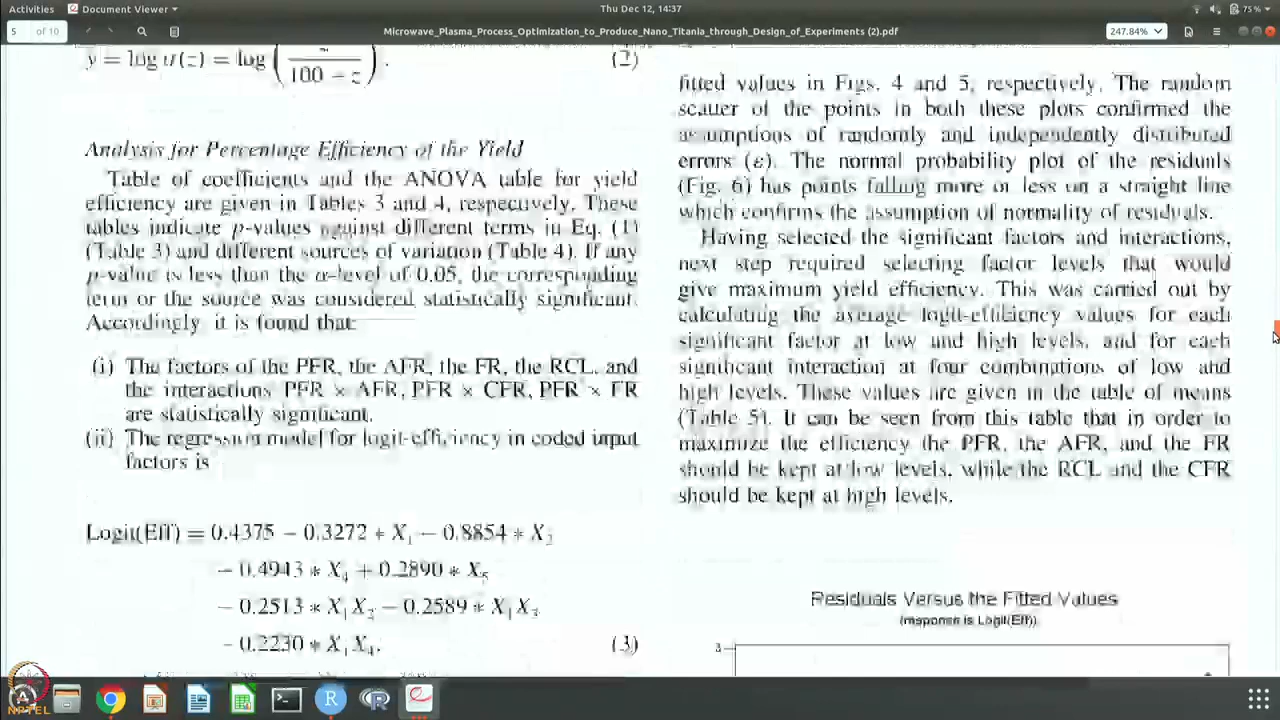 Activities
Document Viewer
Thu Dec 12, 14:37
75%
5
of 10
Microwave_Plasma_Process_Optimization_to_Produce_Nano_Titania_through_Design_of_Experiments (2).pdf
247.84%
y = log u(z) = log ( z / 100 − z ). (2)
Analysis for Percentage Efficiency of the Yield
Table of coefficients and the ANOVA table for yield
efficiency are given in Tables 3 and 4, respectively. These
tables indicate p-values against different terms in Eq. (1)
(Table 3) and different sources of variation (Table 4). If any
p-value is less than the α-level of 0.05, the corresponding
term or the source was considered statistically significant.
Accordingly, it is found that:
(i) The factors of the PFR, the AFR, the FR, the RCL, and
the interactions PFR × AFR, PFR × CFR, PFR × FR
are statistically significant.
(ii) The regression model for logit-efficiency in coded input
factors is
Logit(Eff) = 0.4375 − 0.3272 * X₁ − 0.8854 * X₂
− 0.4943 * X₄ + 0.2890 * X₅
− 0.2513 * X₁X₂ − 0.2589 * X₁X₃
− 0.2230 * X₁X₄. (3)
fitted values in Figs. 4 and 5, respectively. The random
scatter of the points in both these plots confirmed the
assumptions of randomly and independently distributed
errors (ε). The normal probability plot of the residuals
(Fig. 6) has points falling more or less on a straight line
which confirms the assumption of normality of residuals.
Having selected the significant factors and interactions,
next step required selecting factor levels that would
give maximum yield efficiency. This was carried out by
calculating the average logit-efficiency values for each
significant factor at low and high levels, and for each
significant interaction at four combinations of low and
high levels. These values are given in the table of means
(Table 5). It can be seen from this table that in order to
maximize the efficiency the PFR, the AFR, and the FR
should be kept at low levels, while the RCL and the CFR
should be kept at high levels.
Residuals Versus the Fitted Values
(response is Logit(Eff))
3
NPTEL